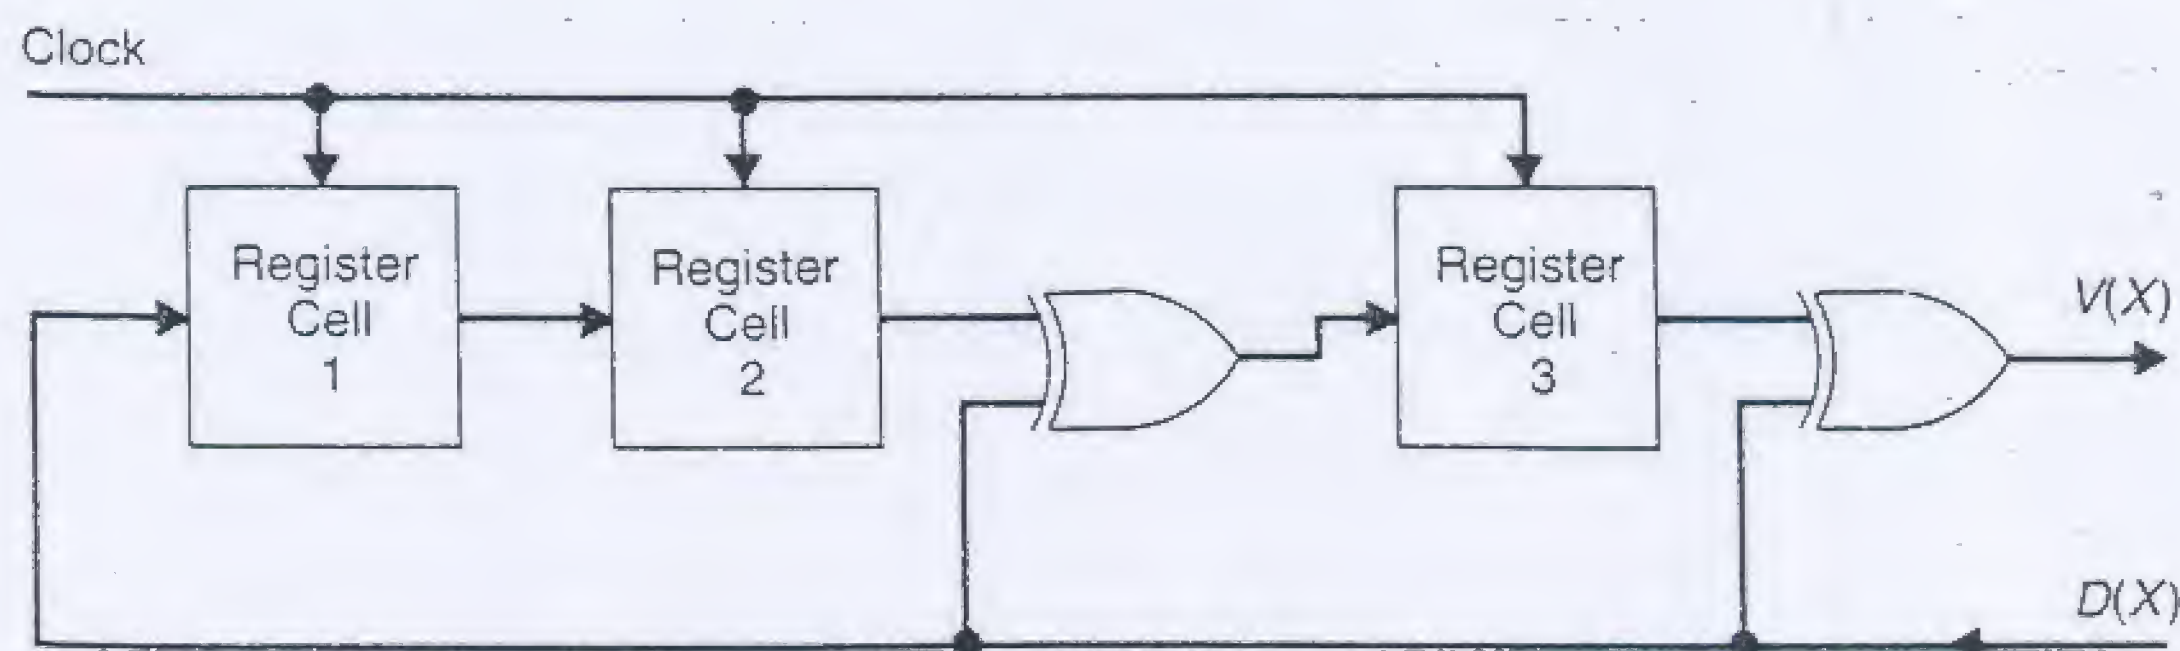 Clock
Register
Cell
1
Register
Cell
2
Register
Cell
3
V(X)
D(X)